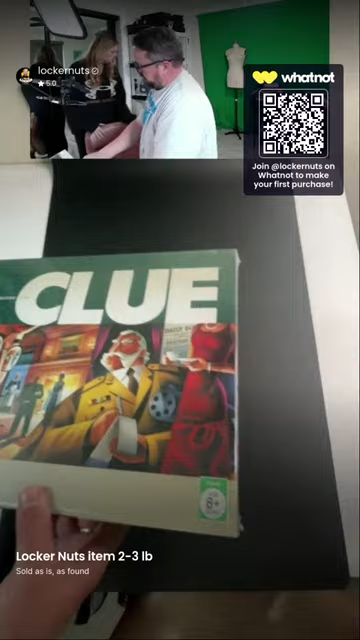 lockernuts
★ 5.0
whatnot
Join @lockernuts on
Whatnot to make
your first purchase!
CLUE
8+
Locker Nuts item 2-3 lb
Sold as is, as found